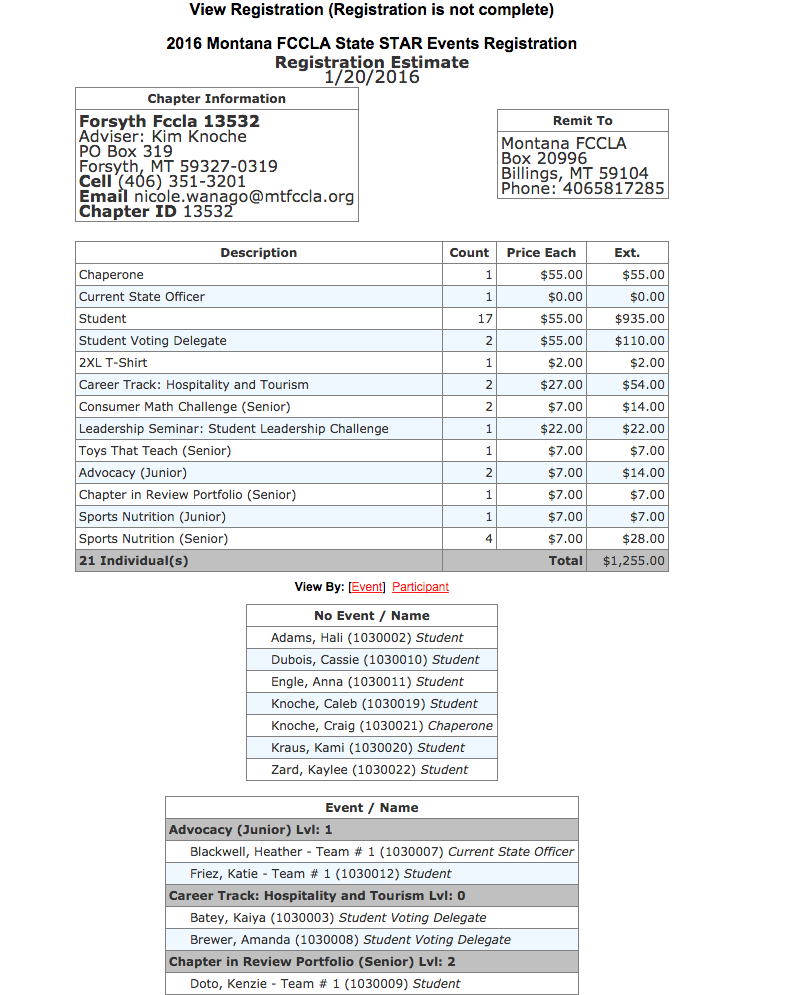 View Registration (Registration is not complete)
2016 Montana FCCLA State STAR Events Registration
Registration Estimate
1/20/2016
Chapter Information
Forsyth Fccla 13532
Adviser: Kim Knoche
PO Box 319
Forsyth, MT 59327-0319
Cell (406) 351-3201
Email nicole.wanago@mtfccla.org
Chapter ID 13532
Remit To
Montana FCCLA
Box 20996
Billings, MT 59104
Phone: 4065817285
Description Count Price Each Ext.
Chaperone 1 $55.00 $55.00
Current State Officer 1 $0.00 $0.00
Student 17 $55.00 $935.00
Student Voting Delegate 2 $55.00 $110.00
2XL T-Shirt 1 $2.00 $2.00
Career Track: Hospitality and Tourism 2 $27.00 $54.00
Consumer Math Challenge (Senior) 2 $7.00 $14.00
Leadership Seminar: Student Leadership Challenge 1 $22.00 $22.00
Toys That Teach (Senior) 1 $7.00 $7.00
Advocacy (Junior) 2 $7.00 $14.00
Chapter in Review Portfolio (Senior) 1 $7.00 $7.00
Sports Nutrition (Junior) 1 $7.00 $7.00
Sports Nutrition (Senior) 4 $7.00 $28.00
21 Individual(s) Total $1,255.00
View By: [Event] Participant
No Event / Name
Adams, Hali (1030002) Student
Dubois, Cassie (1030010) Student
Engle, Anna (1030011) Student
Knoche, Caleb (1030019) Student
Knoche, Craig (1030021) Chaperone
Kraus, Kami (1030020) Student
Zard, Kaylee (1030022) Student
Event / Name
Advocacy (Junior) Lvl: 1
Blackwell, Heather - Team # 1 (1030007) Current State Officer
Friez, Katie - Team # 1 (1030012) Student
Career Track: Hospitality and Tourism Lvl: 0
Batey, Kaiya (1030003) Student Voting Delegate
Brewer, Amanda (1030008) Student Voting Delegate
Chapter in Review Portfolio (Senior) Lvl: 2
Doto, Kenzie - Team # 1 (1030009) Student